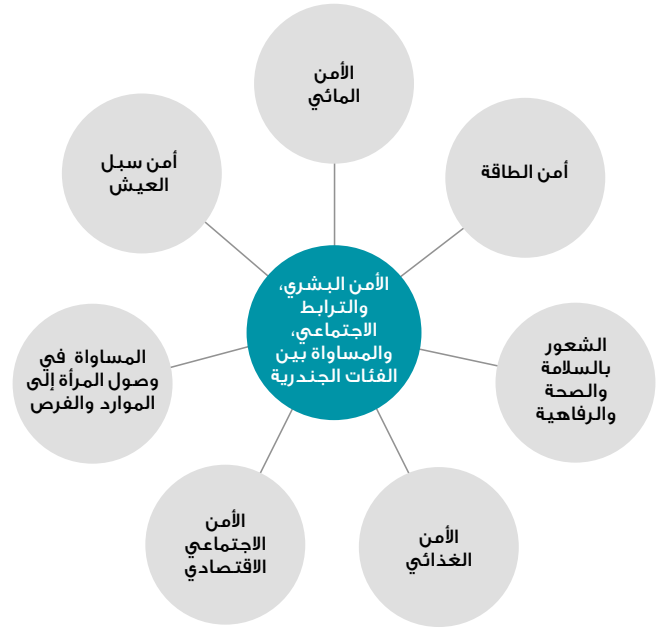 الأمن
المائي
أمن الطاقة
الشعور
بالسلامة
والصحة
والرفاهية
الأمن
الغذائي
الأمن
الاجتماعي
الاقتصادي
المساواة في
وصول المرأة إلى
الموارد والفرص
أمن سبل
العيش
الأمن البشري،
والترابط
الاجتماعي،
والمساواة بين
الفئات الجندرية